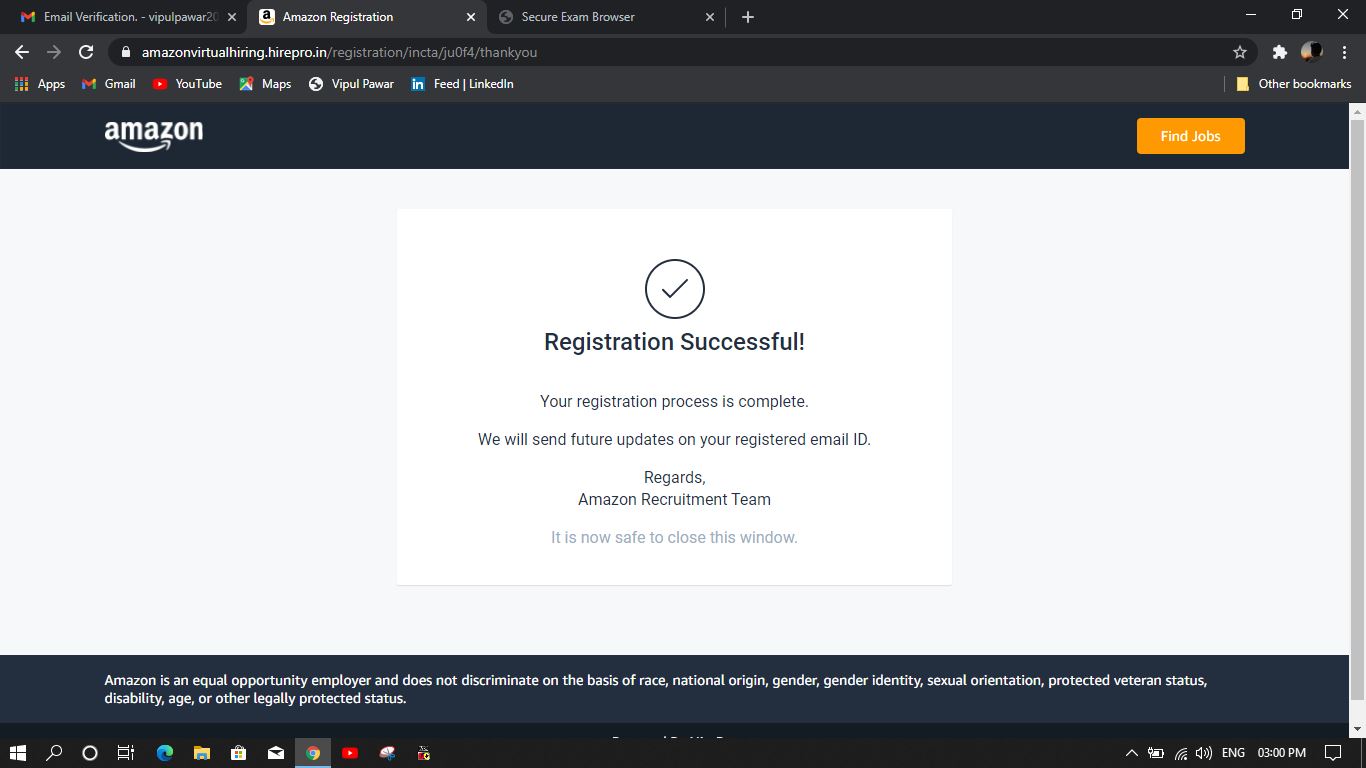 Email Verification. - vipulpawar20
Amazon Registration
Secure Exam Browser
amazonvirtualhiring.hirepro.in/registration/incta/ju0f4/thankyou
Apps
Gmail
YouTube
Maps
Vipul Pawar
Feed | LinkedIn
Other bookmarks
amazon
Find Jobs
Registration Successful!
Your registration process is complete.
We will send future updates on your registered email ID.
Regards,
Amazon Recruitment Team
It is now safe to close this window.
Amazon is an equal opportunity employer and does not discriminate on the basis of race, national origin, gender, gender identity, sexual orientation, protected veteran status,
disability, age, or other legally protected status.
ENG
03:00 PM